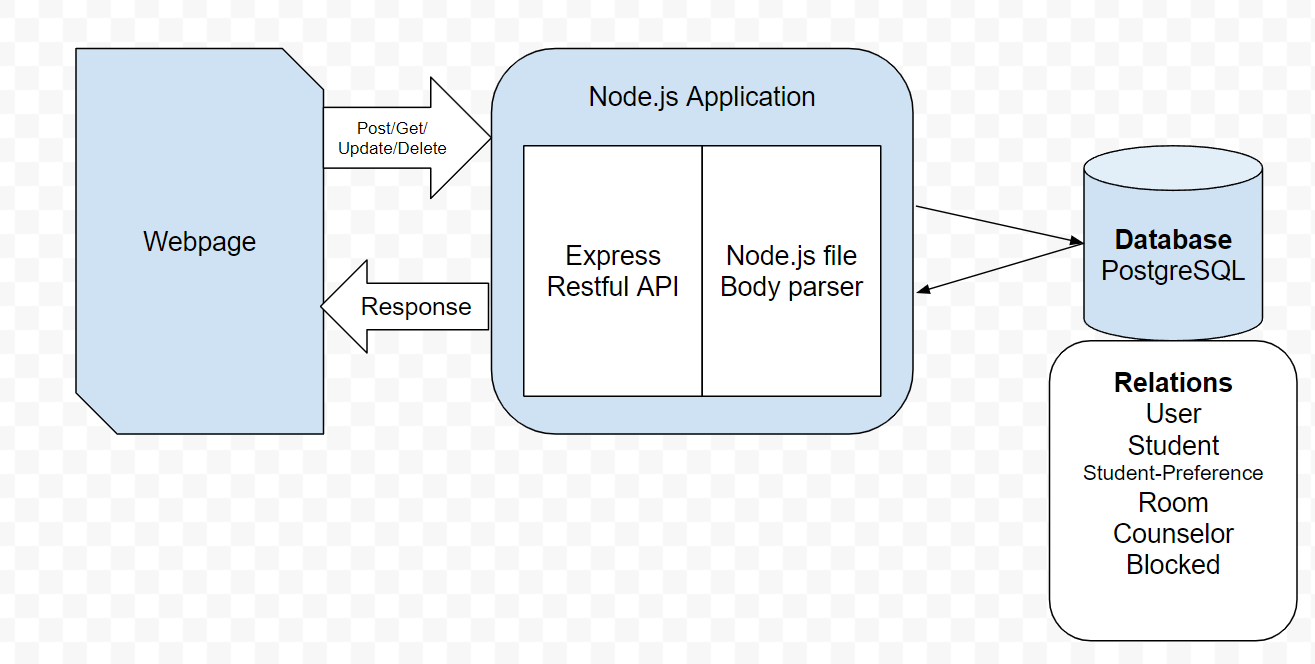 Webpage
Post/Get/
Update/Delete
Response
Node.js Application
Express
Restful API
Node.js file
Body parser
Database
PostgreSQL
Relations
User
Student
Student-Preference
Room
Counselor
Blocked